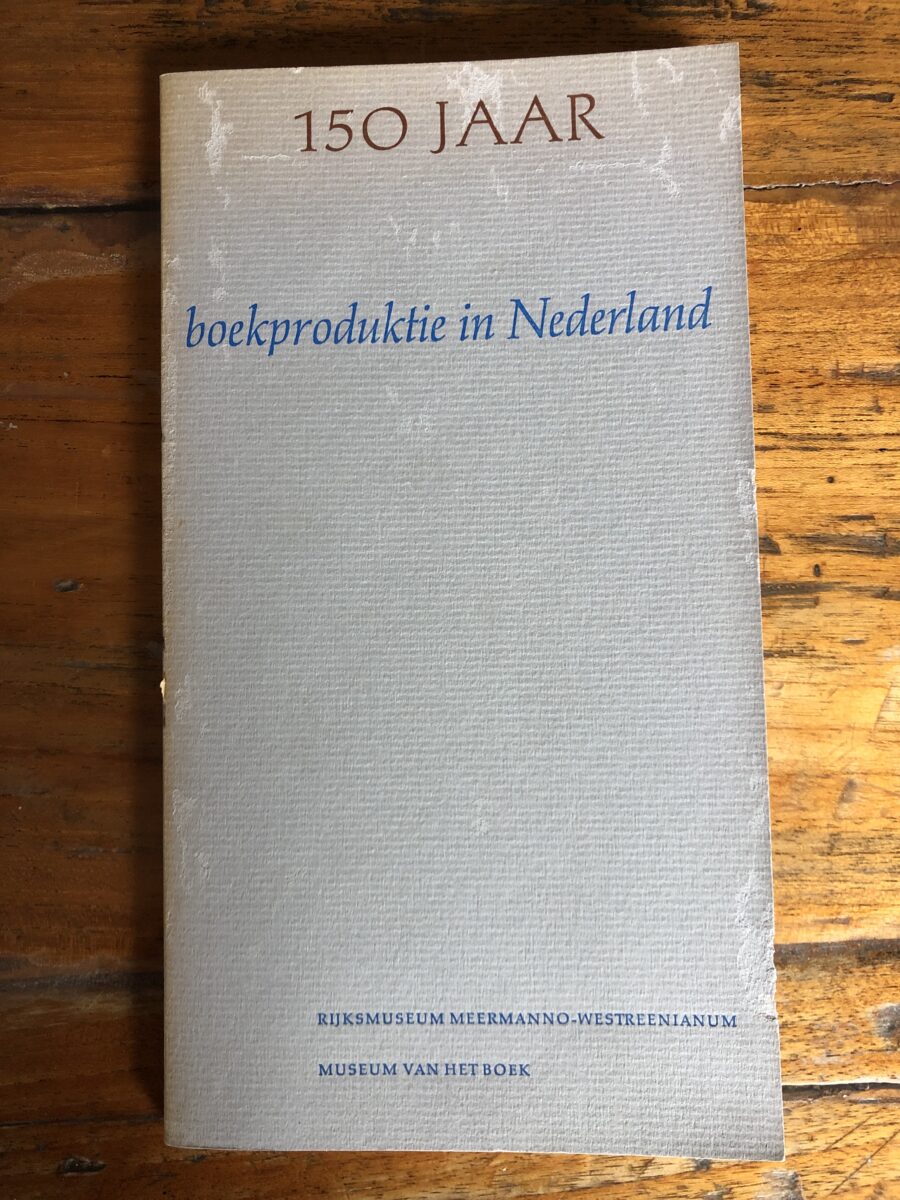 150 JAAR
boekproduktie in Nederland
RIJKSMUSEUM MEERMANNO-WESTREENIANUM
MUSEUM VAN HET BOEK